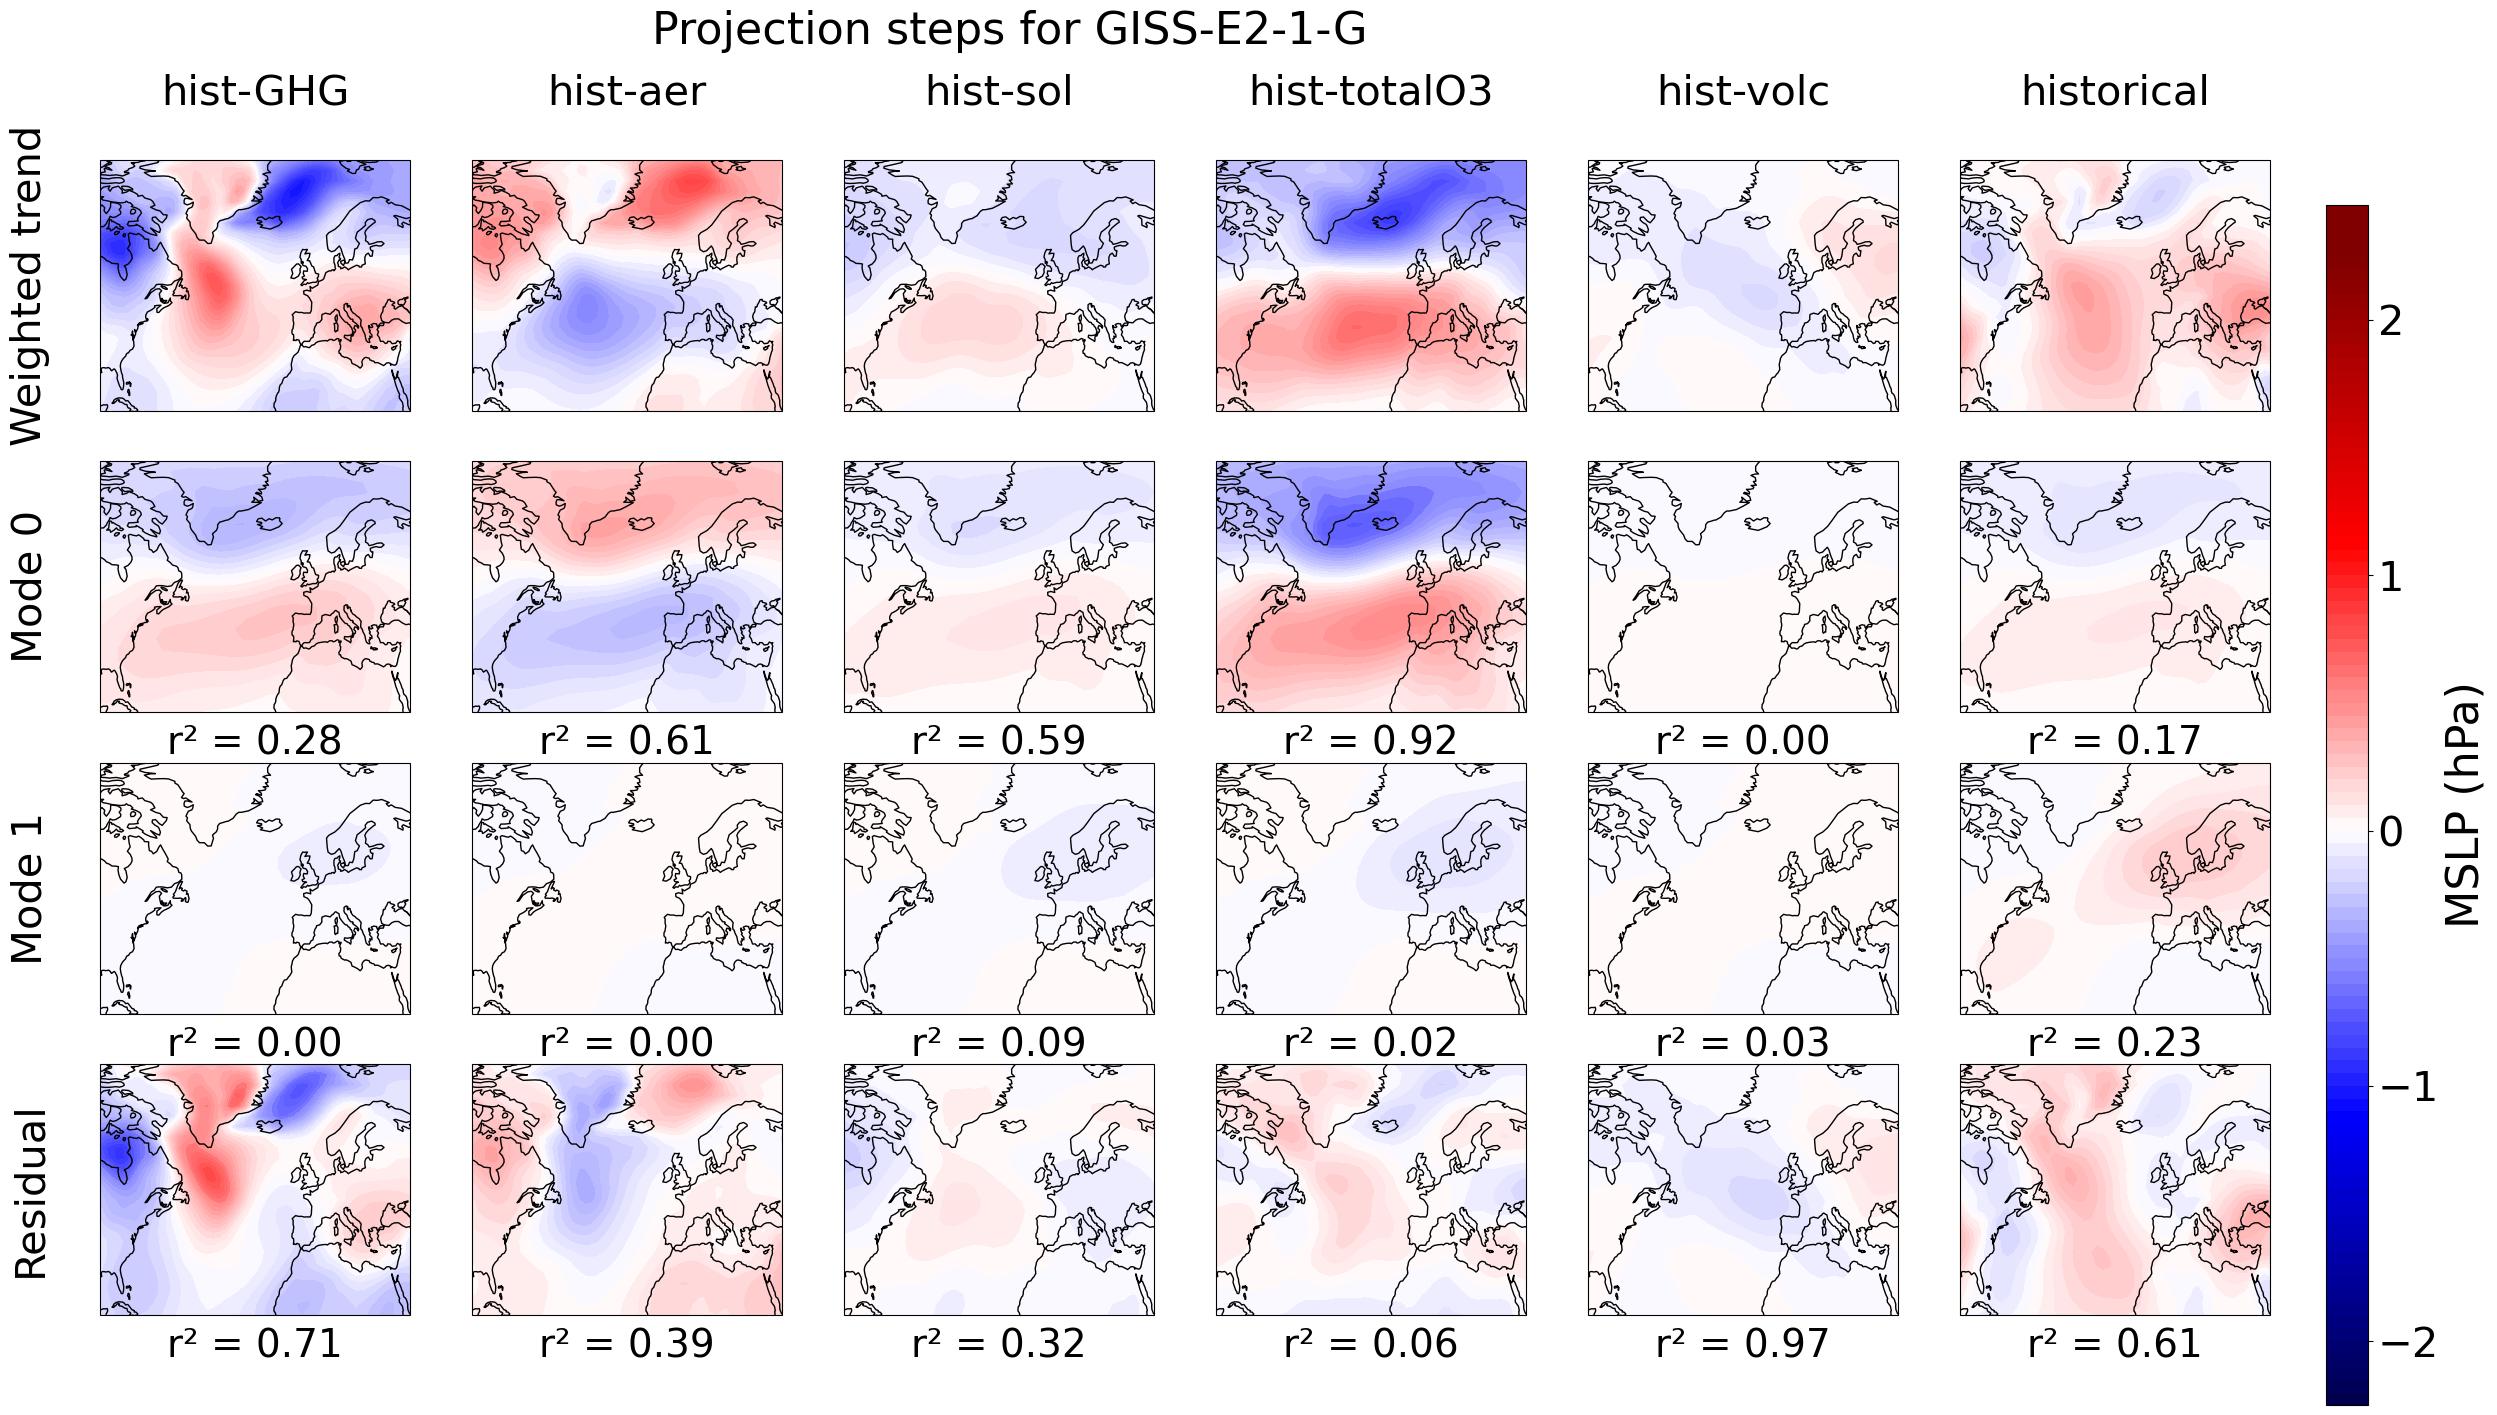 Projection steps for GISS-E2-1-G
hist-GHG hist-aer hist-sol hist-totalO3 hist-volc historical
Weighted trend
Mode 0
r² = 0.28 r² = 0.61 r² = 0.59 r² = 0.92 r² = 0.00 r² = 0.17
Mode 1
r² = 0.00 r² = 0.00 r² = 0.09 r² = 0.02 r² = 0.03 r² = 0.23
Residual
r² = 0.71 r² = 0.39 r² = 0.32 r² = 0.06 r² = 0.97 r² = 0.61
2
1
0
−1
−2
MSLP (hPa)